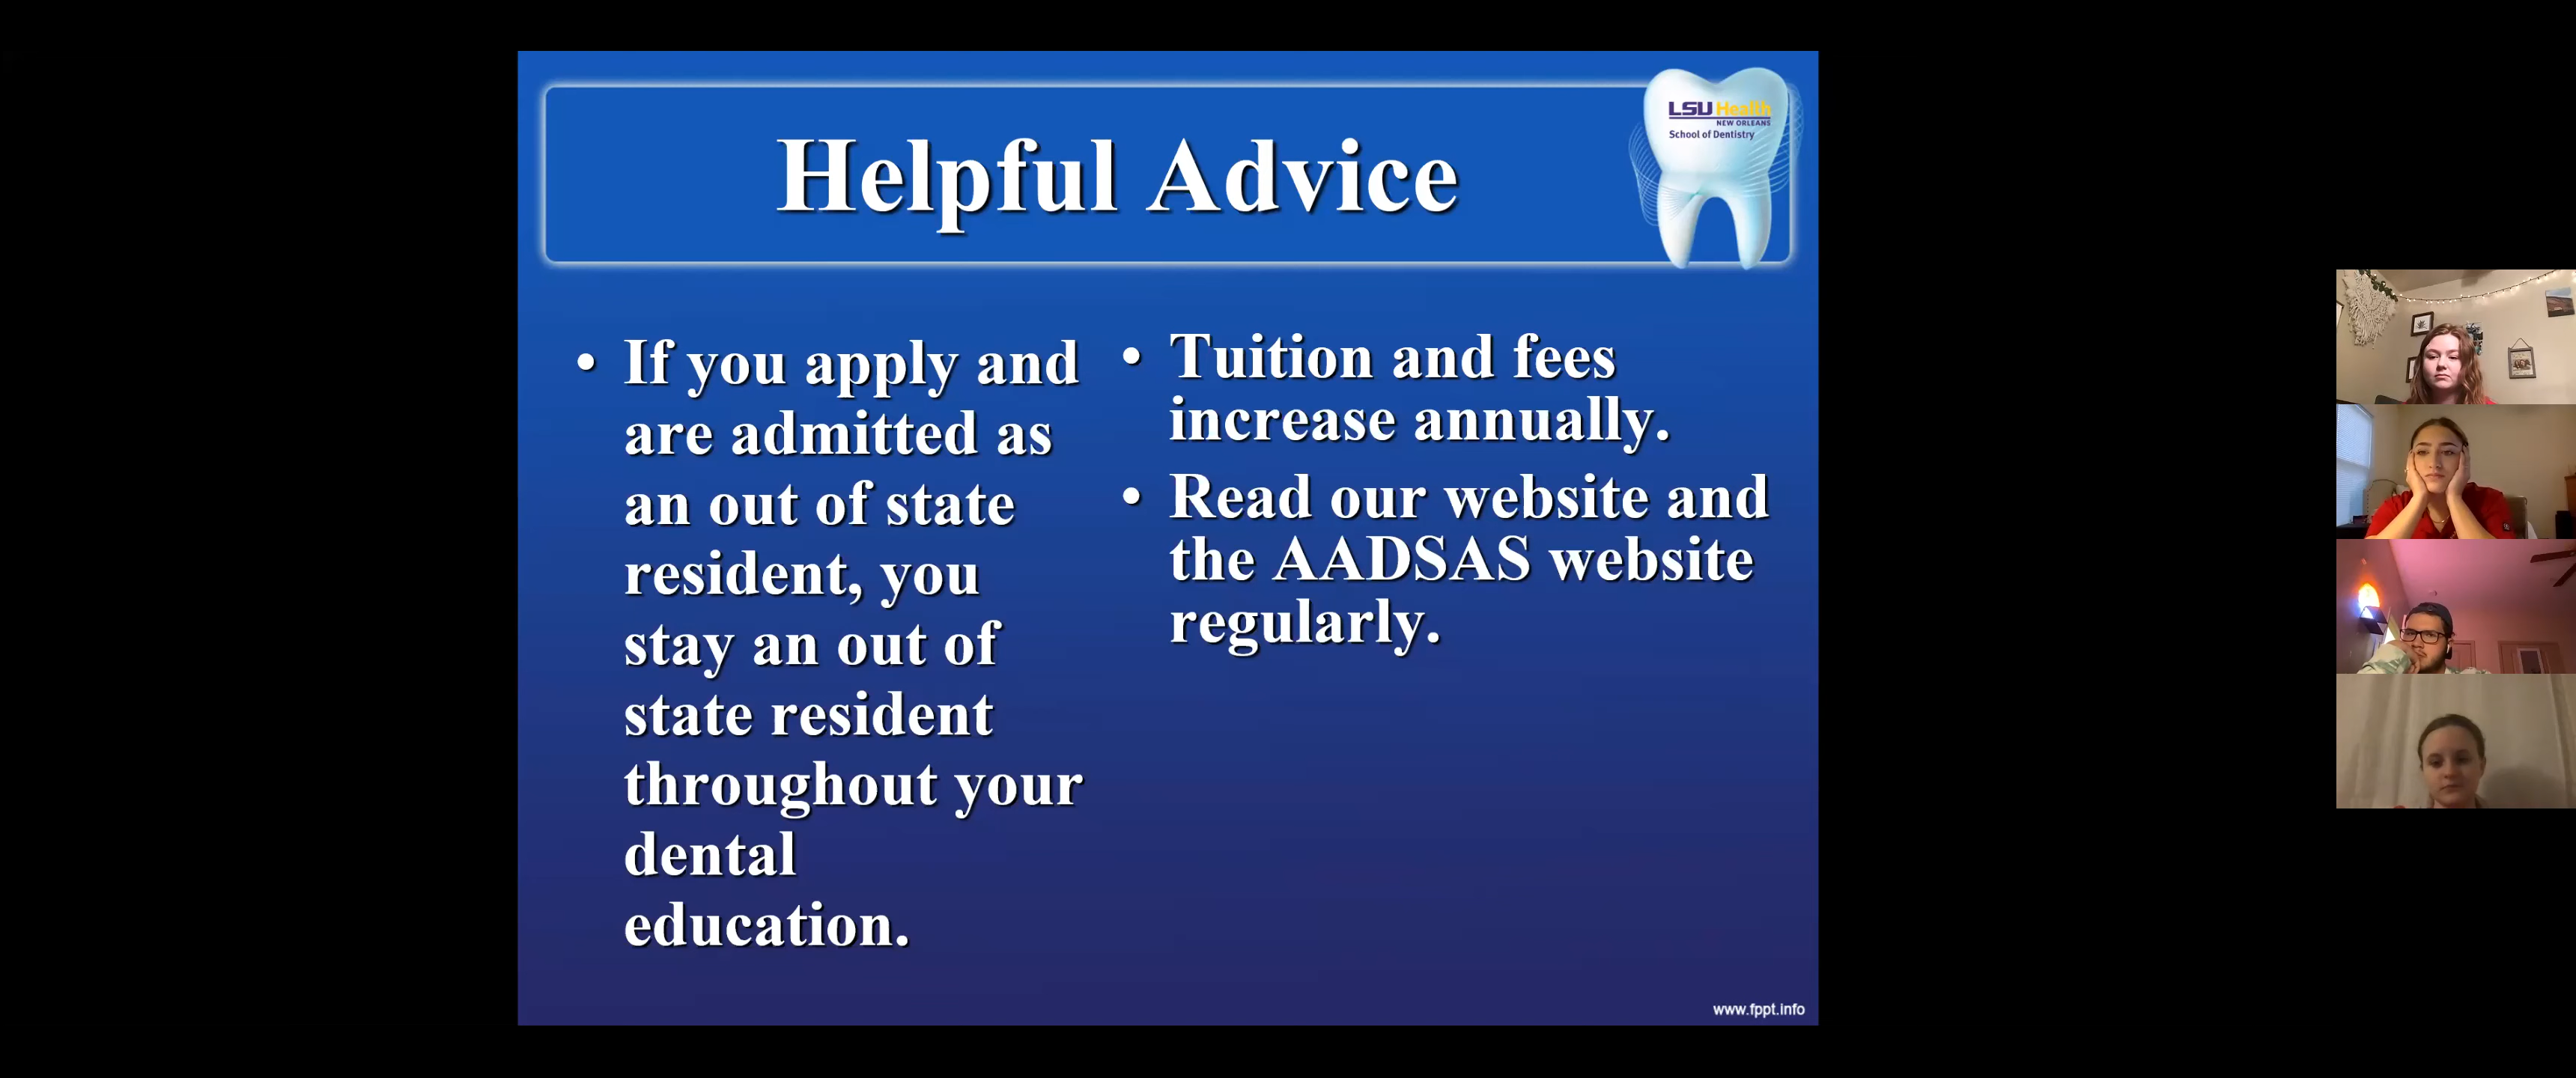 Helpful Advice
LSU Health
NEW ORLEANS
School of Dentistry
• If you apply and
are admitted as
an out of state
resident, you
stay an out of
state resident
throughout your
dental
education.
• Tuition and fees
increase annually.
• Read our website and
the AADSAS website
regularly.
www.fppt.info